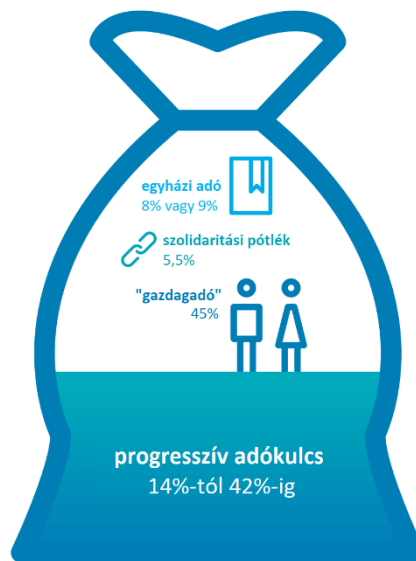 egyházi adó
8% vagy 9%
szolidaritási pótlék
5,5%
"gazdagadó"
45%
progresszív adókulcs
14%-tól 42%-ig